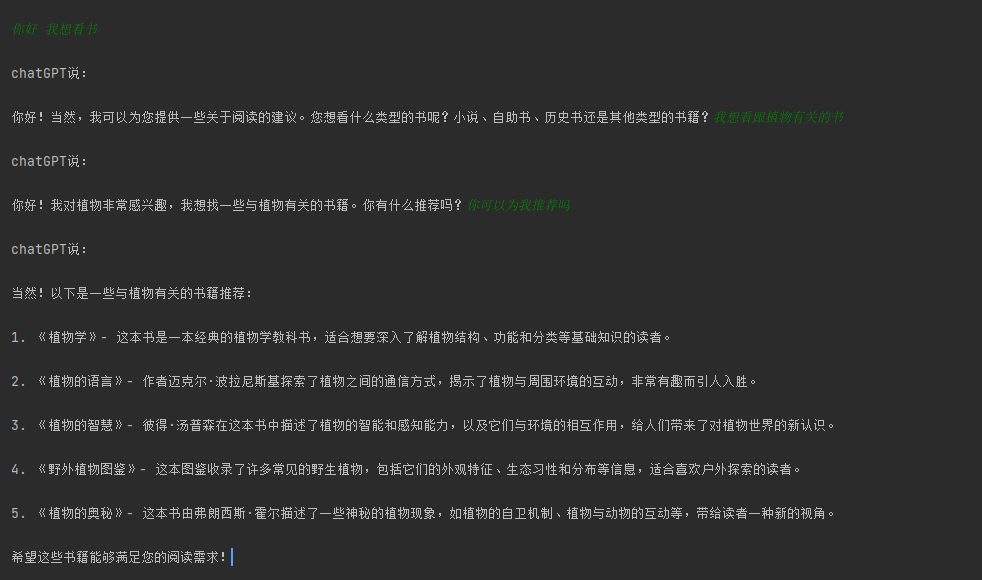 你好 我想看书
chatGPT说:
你好! 当然，我可以为您提供一些关于阅读的建议。您想看什么类型的书呢? 小说、自助书、历史书还是其他类型的书籍? 我想看跟植物有关的书
chatGPT说:
你好! 我对植物非常感兴趣，我想找一些与植物有关的书籍。你有什么推荐吗? 你可以为我推荐吗
chatGPT说:
当然! 以下是一些与植物有关的书籍推荐:
1. 《植物学》- 这本书是一本经典的植物学教科书，适合想要深入了解植物结构、功能和分类等基础知识的读者。
2. 《植物的语言》- 作者迈克尔·波拉尼斯基探索了植物之间的通信方式，揭示了植物与周围环境的互动，非常有趣而引人入胜。
3. 《植物的智慧》- 彼得·汤普森在这本书中描述了植物的智能和感知能力，以及它们与环境的相互作用，给人们带来了对植物世界的新认识。
4. 《野外植物图鉴》- 这本图鉴收录了许多常见的野生植物，包括它们的外观特征、生态习性和分布等信息，适合喜欢户外探索的读者。
5. 《植物的奥秘》- 这本书由弗朗西斯·霍尔描述了一些神秘的植物现象，如植物的自卫机制、植物与动物的互动等，带给读者一种新的视角。
希望这些书籍能够满足您的阅读需求!